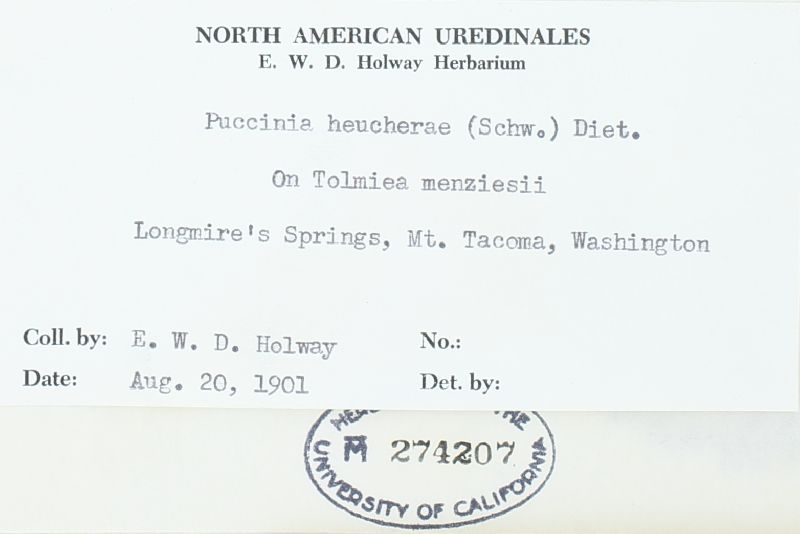 NORTH AMERICAN UREDINALES
E. W. D. Holway Herbarium
Puccinia heucherae (Schw.) Diet.
On Tolmiea menziesii
Longmire's Springs, Mt. Tacoma, Washington
Coll. by: E. W. D. Holway No.:
Date: Aug. 20, 1901 Det. by:
M 274207
UNIVERSITY OF CALIFORNIA